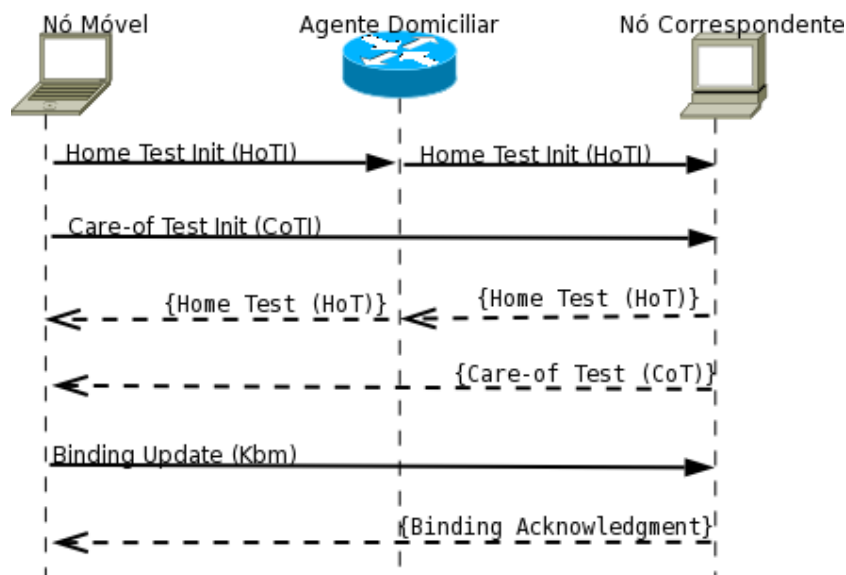 Nó Móvel
Agente Domiciliar
Nó Correspondente
Home Test Init (HoTI)
Home Test Init (HoTI)
Care-of Test Init (CoTI)
{Home Test (HoT)}
{Home Test (HoT)}
{Care-of Test (CoT)}
Binding Update (Kbm)
{Binding Acknowledgment}